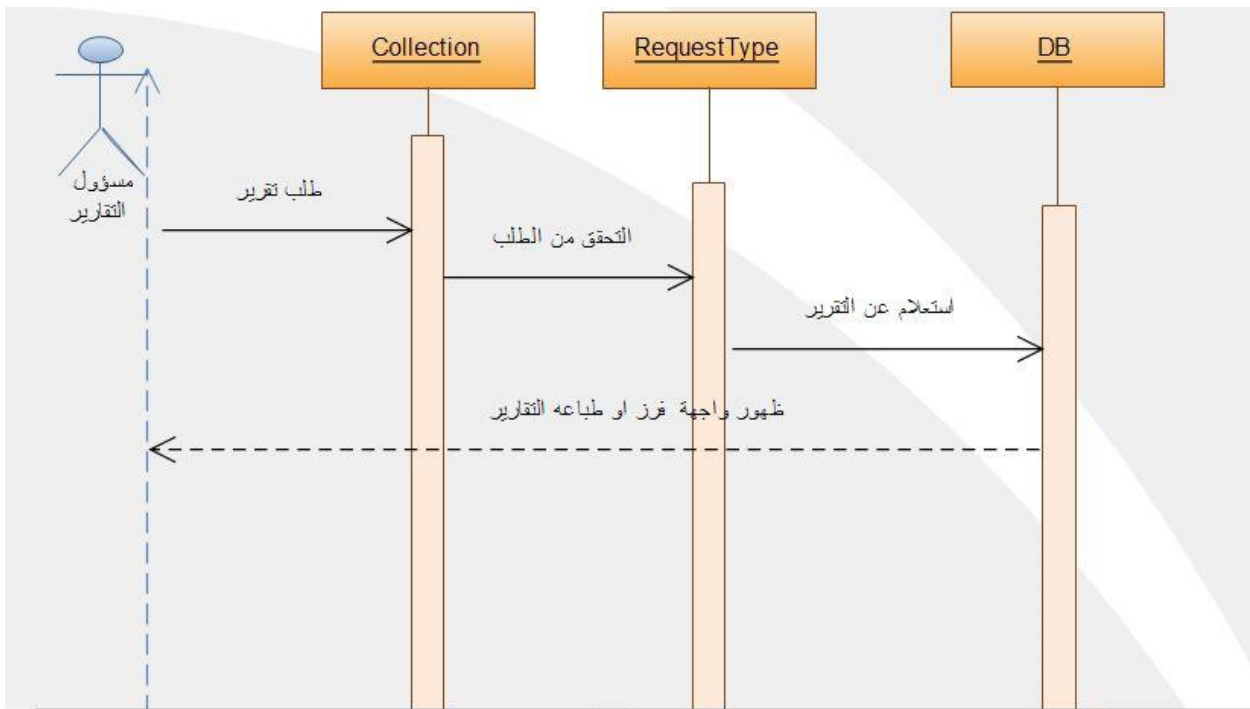 Collection
RequestType
DB
مسؤول
التقارير
طلب تقرير
التحقق من الطلب
استعلام عن التقرير
ظهور واجهة فرز او طباعه التقارير